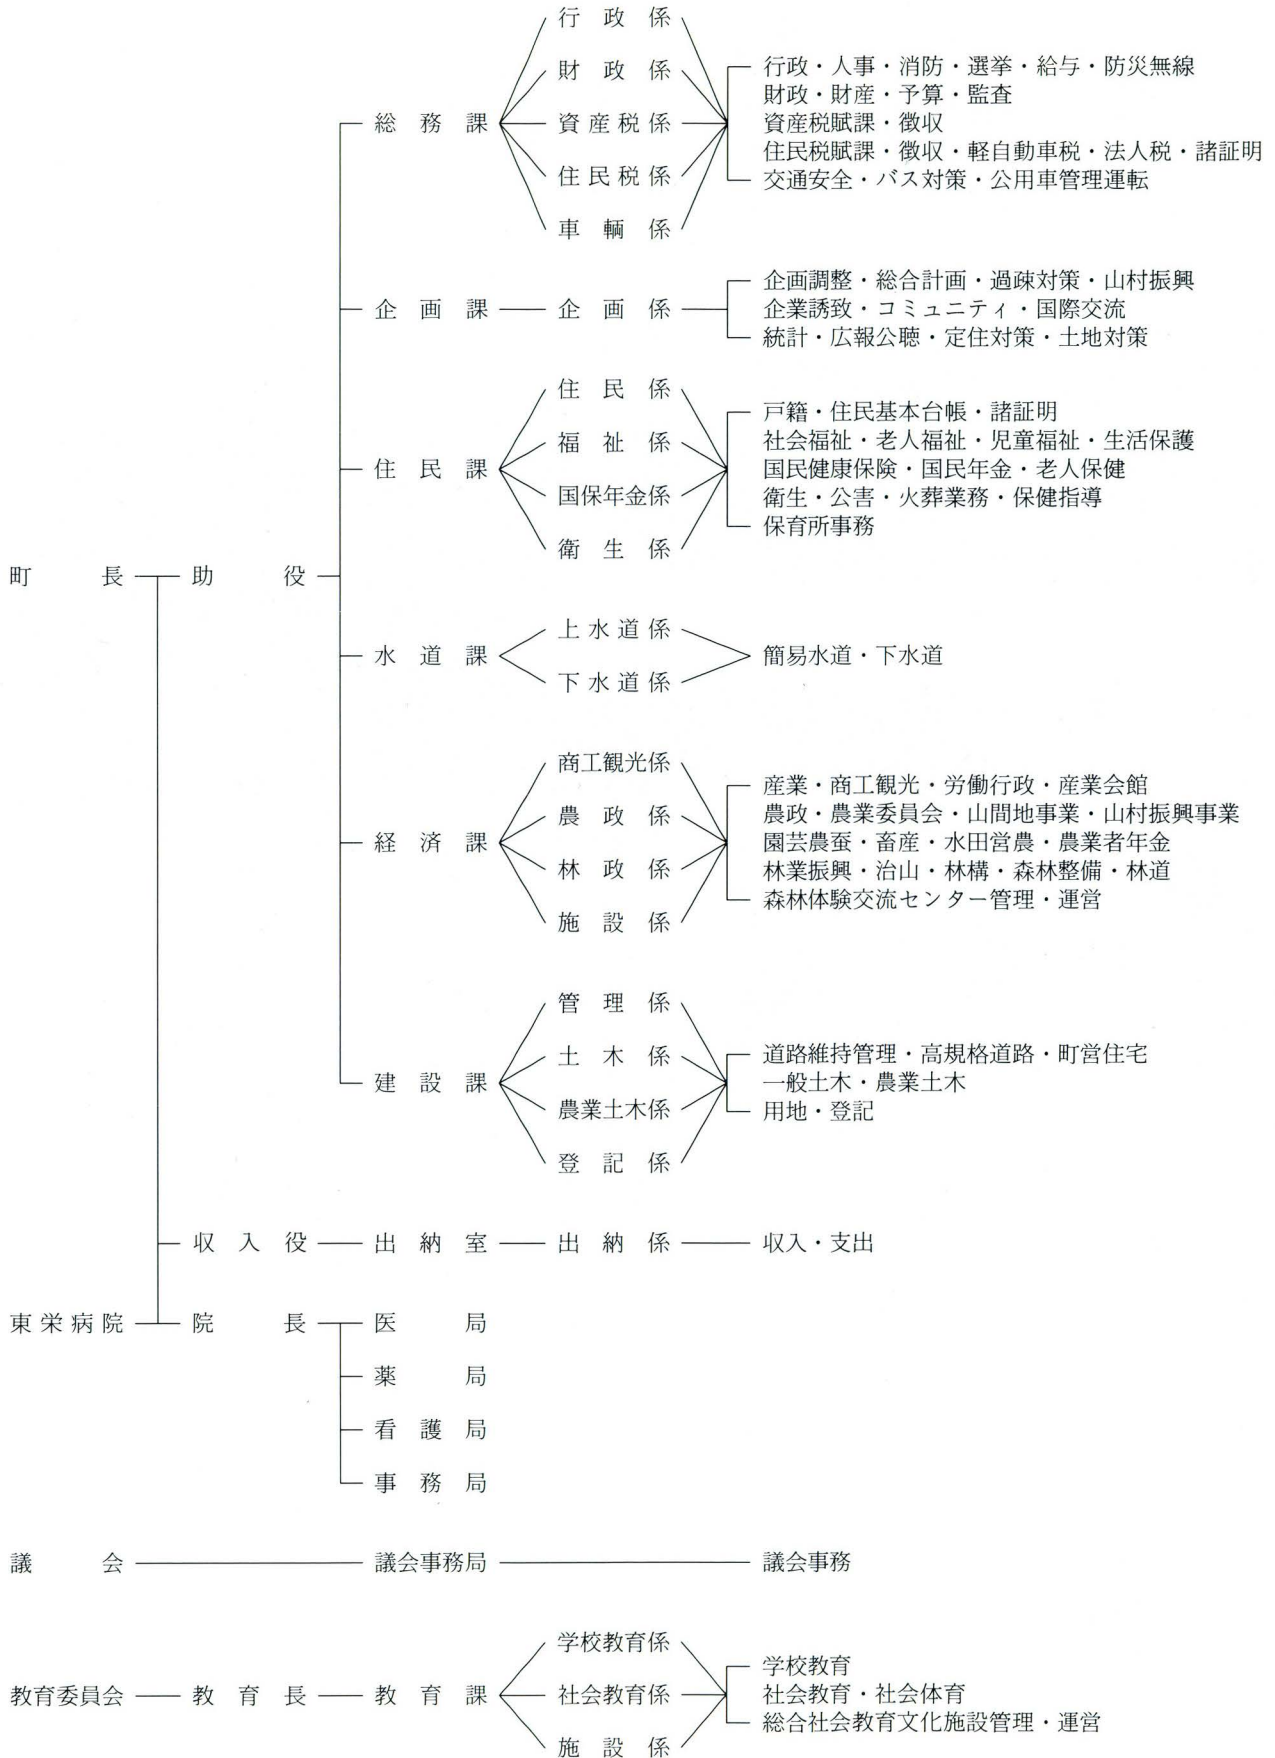 町長
助役
総務課
行政係
財政係
資産税係
住民税係
車輌係
行政・人事・消防・選挙・給与・防災無線
財政・財産・予算・監査
資産税賦課・徴収
住民税賦課・徴収・軽自動車税・法人税・諸証明
交通安全・バス対策・公用車管理運転
企画課
企画係
企画調整・総合計画・過疎対策・山村振興
企業誘致・コミュニティ・国際交流
統計・広報公聴・定住対策・土地対策
住民課
住民係
福祉係
国保年金係
衛生係
戸籍・住民基本台帳・諸証明
社会福祉・老人福祉・児童福祉・生活保護
国民健康保険・国民年金・老人保健
衛生・公害・火葬業務・保健指導
保育所事務
水道課
上水道係
下水道係
簡易水道・下水道
経済課
商工観光係
農政係
林政係
施設係
産業・商工観光・労働行政・産業会館
農政・農業委員会・山間地事業・山村振興事業
園芸農蚕・畜産・水田営農・農業者年金
林業振興・治山・林構・森林整備・林道
森林体験交流センター管理・運営
建設課
管理係
土木係
農業土木係
登記係
道路維持管理・高規格道路・町営住宅
一般土木・農業土木
用地・登記
収入役
出納室
出納係
収入・支出
東栄病院
院長
医局
薬局
看護局
事務局
議会
議会事務局
議会事務
教育委員会
教育長
教育課
学校教育係
社会教育係
施設係
学校教育
社会教育・社会体育
総合社会教育文化施設管理・運営